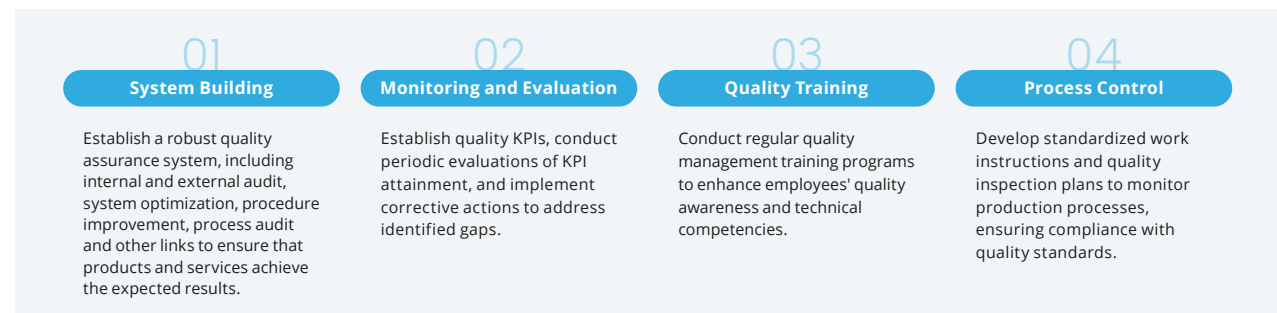 01
System Building
Establish a robust quality
assurance system, including
internal and external audit,
system optimization, procedure
improvement, process audit
and other links to ensure that
products and services achieve
the expected results.
02
Monitoring and Evaluation
Establish quality KPIs, conduct
periodic evaluations of KPI
attainment, and implement
corrective actions to address
identified gaps.
03
Quality Training
Conduct regular quality
management training programs
to enhance employees' quality
awareness and technical
competencies.
04
Process Control
Develop standardized work
instructions and quality
inspection plans to monitor
production processes,
ensuring compliance with
quality standards.